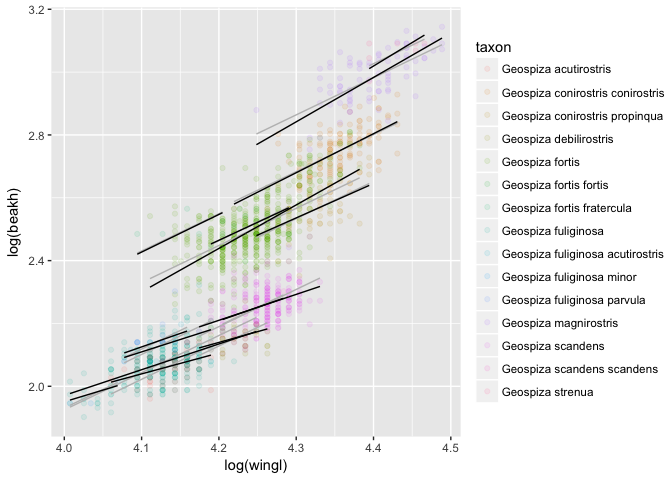 3.2
2.8
2.4
2.0
log(beakh)
4.0 4.1 4.2 4.3 4.4 4.5
log(wingl)
taxon
Geospiza acutirostris
Geospiza conirostris conirostris
Geospiza conirostris propinqua
Geospiza debilirostris
Geospiza fortis
Geospiza fortis fortis
Geospiza fortis fratercula
Geospiza fuliginosa
Geospiza fuliginosa acutirostris
Geospiza fuliginosa minor
Geospiza fuliginosa parvula
Geospiza magnirostris
Geospiza scandens
Geospiza scandens scandens
Geospiza strenua